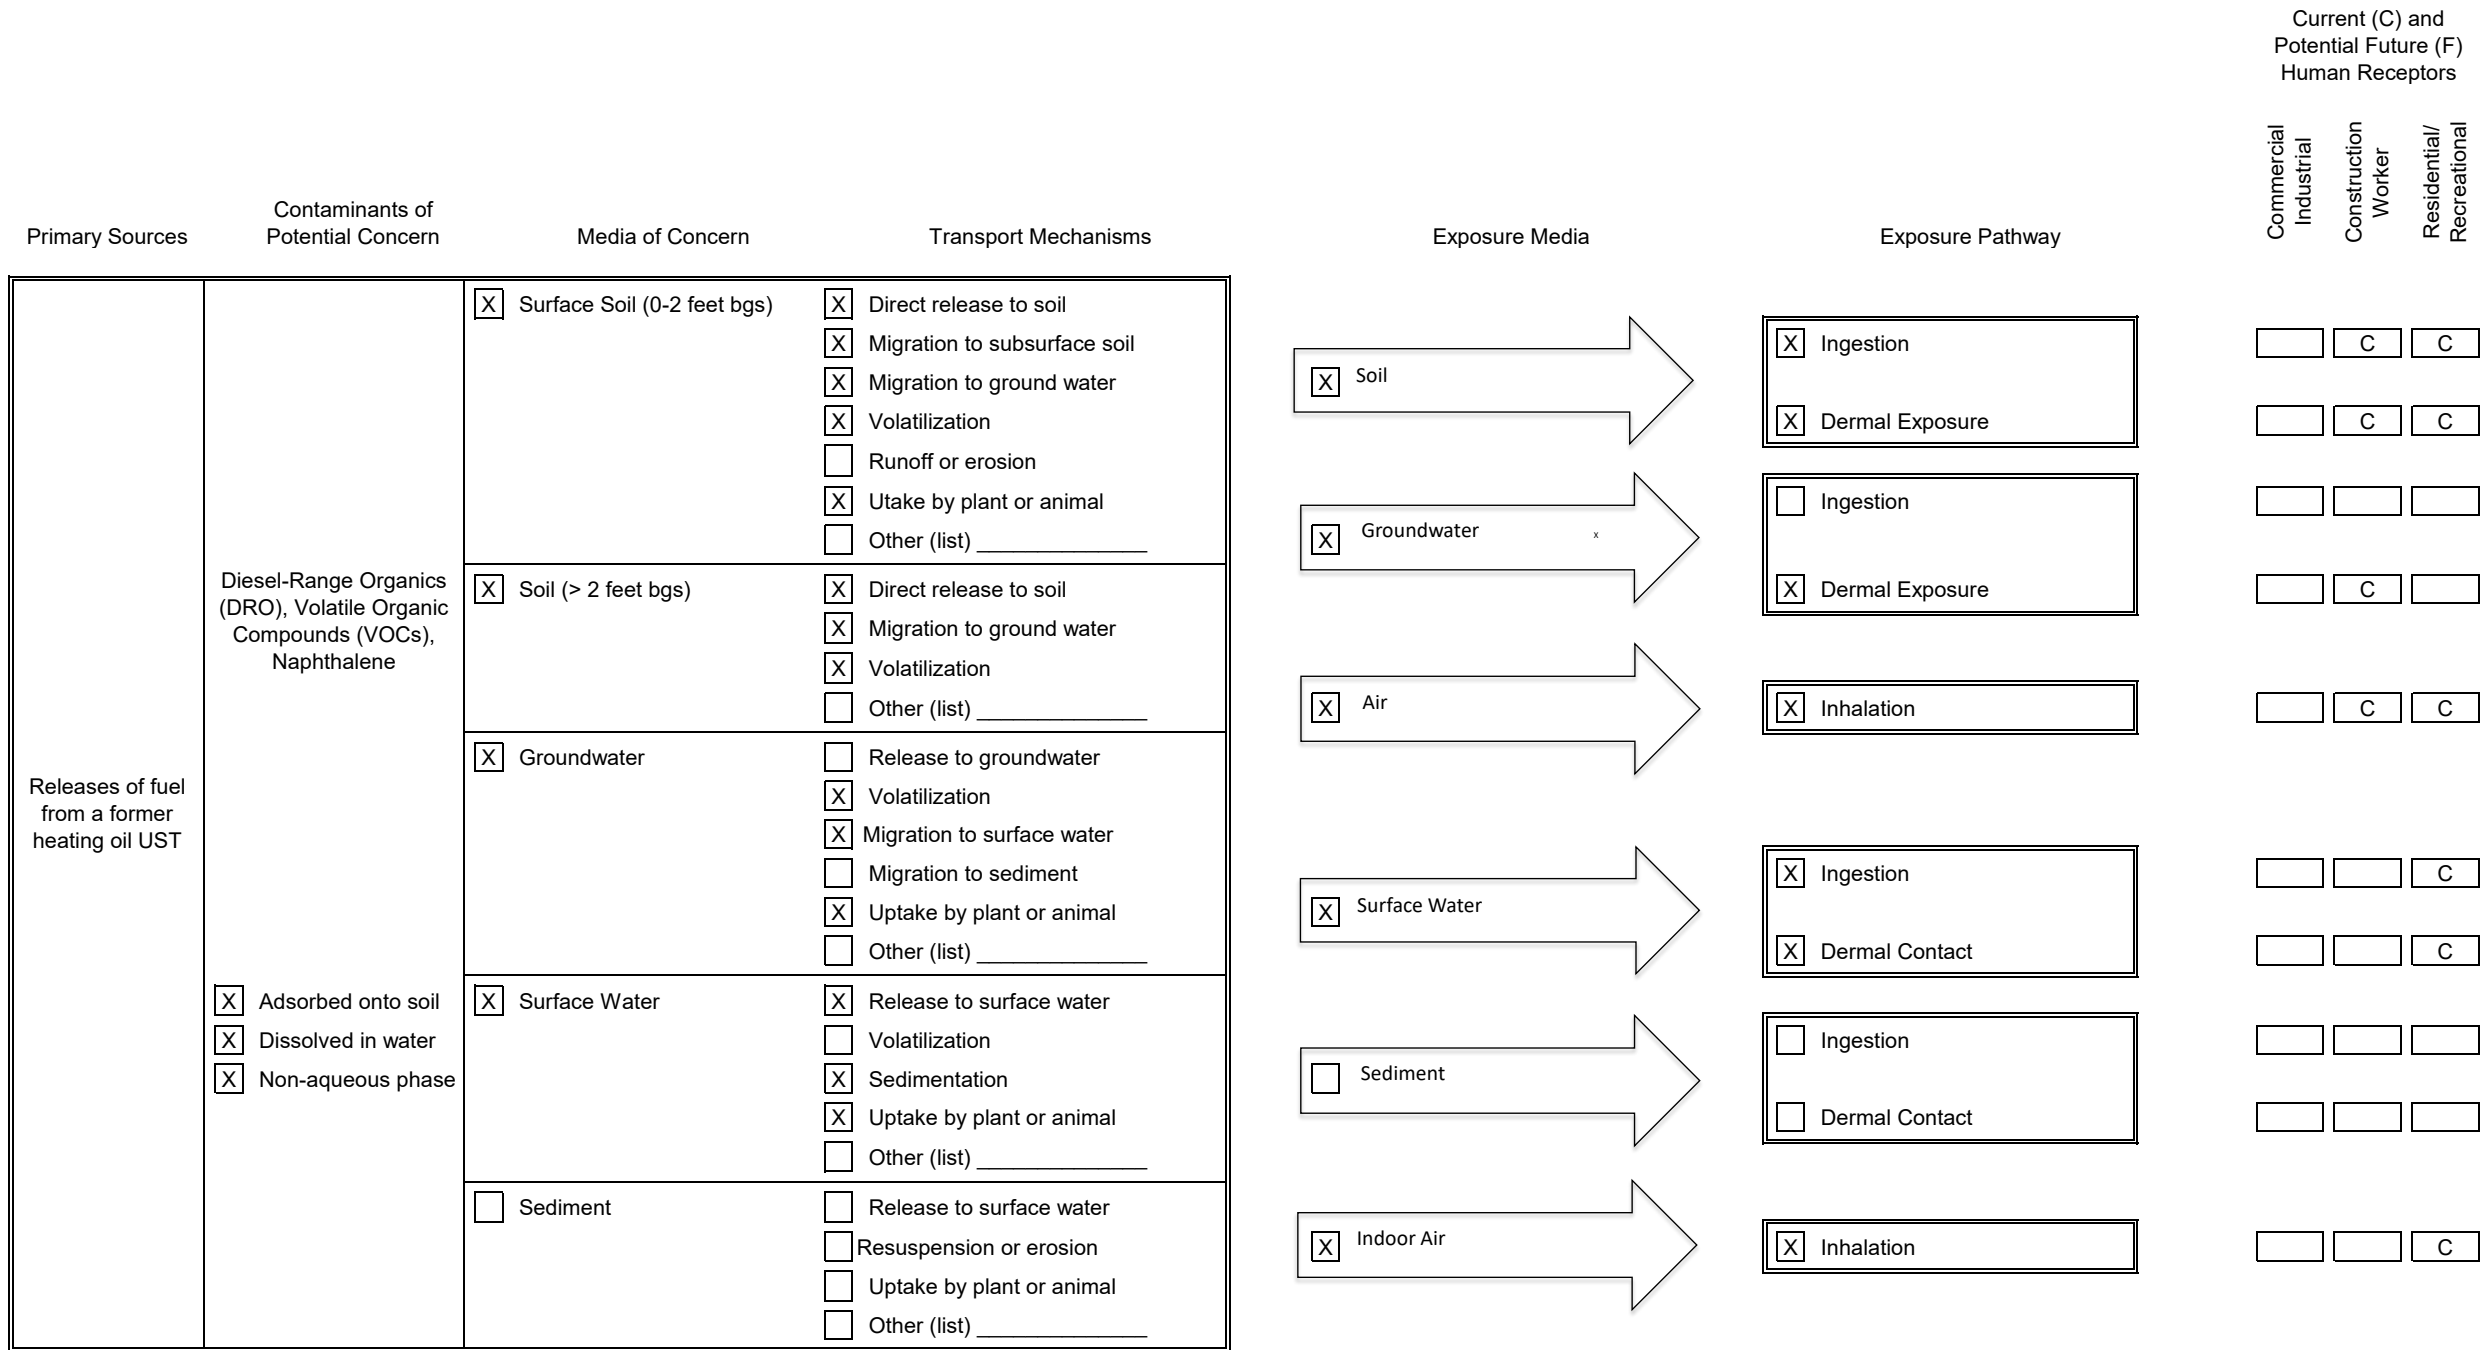 Current (C) and
Potential Future (F)
Human Receptors
Commercial
Industrial
Construction
Worker
Residential/
Recreational
Primary Sources
Contaminants of
Potential Concern
Media of Concern
Transport Mechanisms
Exposure Media
Exposure Pathway
Releases of fuel
from a former
heating oil UST
Diesel-Range Organics
(DRO), Volatile Organic
Compounds (VOCs),
Naphthalene
X Adsorbed onto soil
X Dissolved in water
X Non-aqueous phase
X Surface Soil (0-2 feet bgs)
X Direct release to soil
X Migration to subsurface soil
X Migration to ground water
X Volatilization
Runoff or erosion
X Utake by plant or animal
Other (list) ______________
X Soil (> 2 feet bgs)
X Direct release to soil
X Migration to ground water
X Volatilization
Other (list) ______________
X Groundwater
Release to groundwater
X Volatilization
X Migration to surface water
Migration to sediment
X Uptake by plant or animal
Other (list) ______________
X Surface Water
X Release to surface water
Volatilization
X Sedimentation
X Uptake by plant or animal
Other (list) ______________
Sediment
Release to surface water
Resuspension or erosion
Uptake by plant or animal
Other (list) ______________
X Soil
X Ingestion C C
X Dermal Exposure C C
X Groundwater x
Ingestion
X Dermal Exposure C
X Air
X Inhalation C C
X Surface Water
X Ingestion C
X Dermal Contact C
Sediment
Ingestion
Dermal Contact
X Indoor Air
X Inhalation C